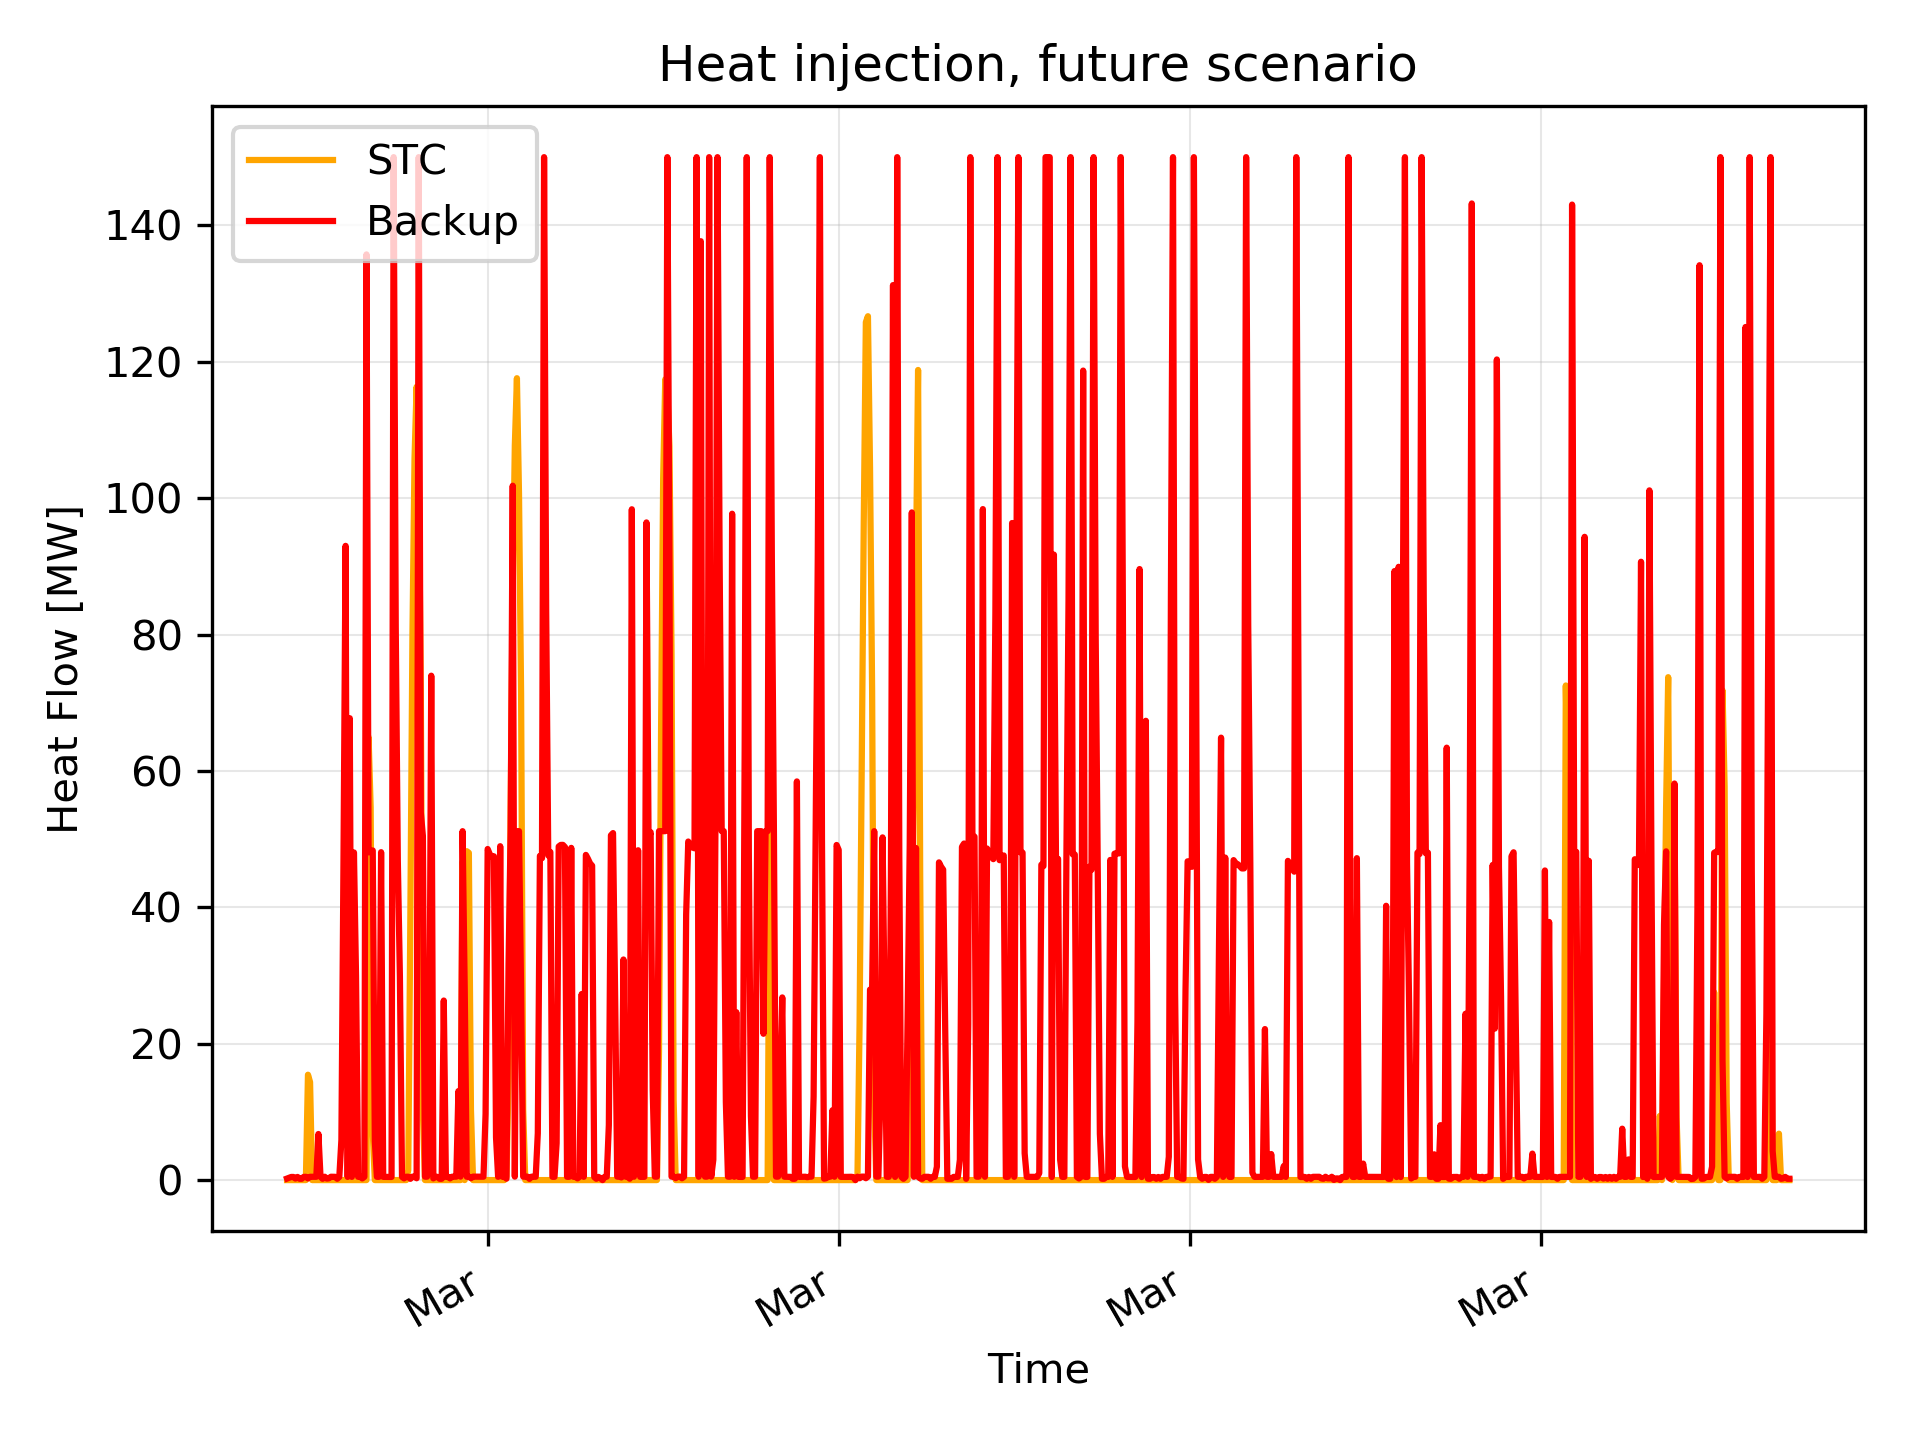 Heat injection, future scenario
STC
Backup
140
120
100
80
60
40
20
0
Heat Flow [MW]
Mar Mar Mar Mar
Time